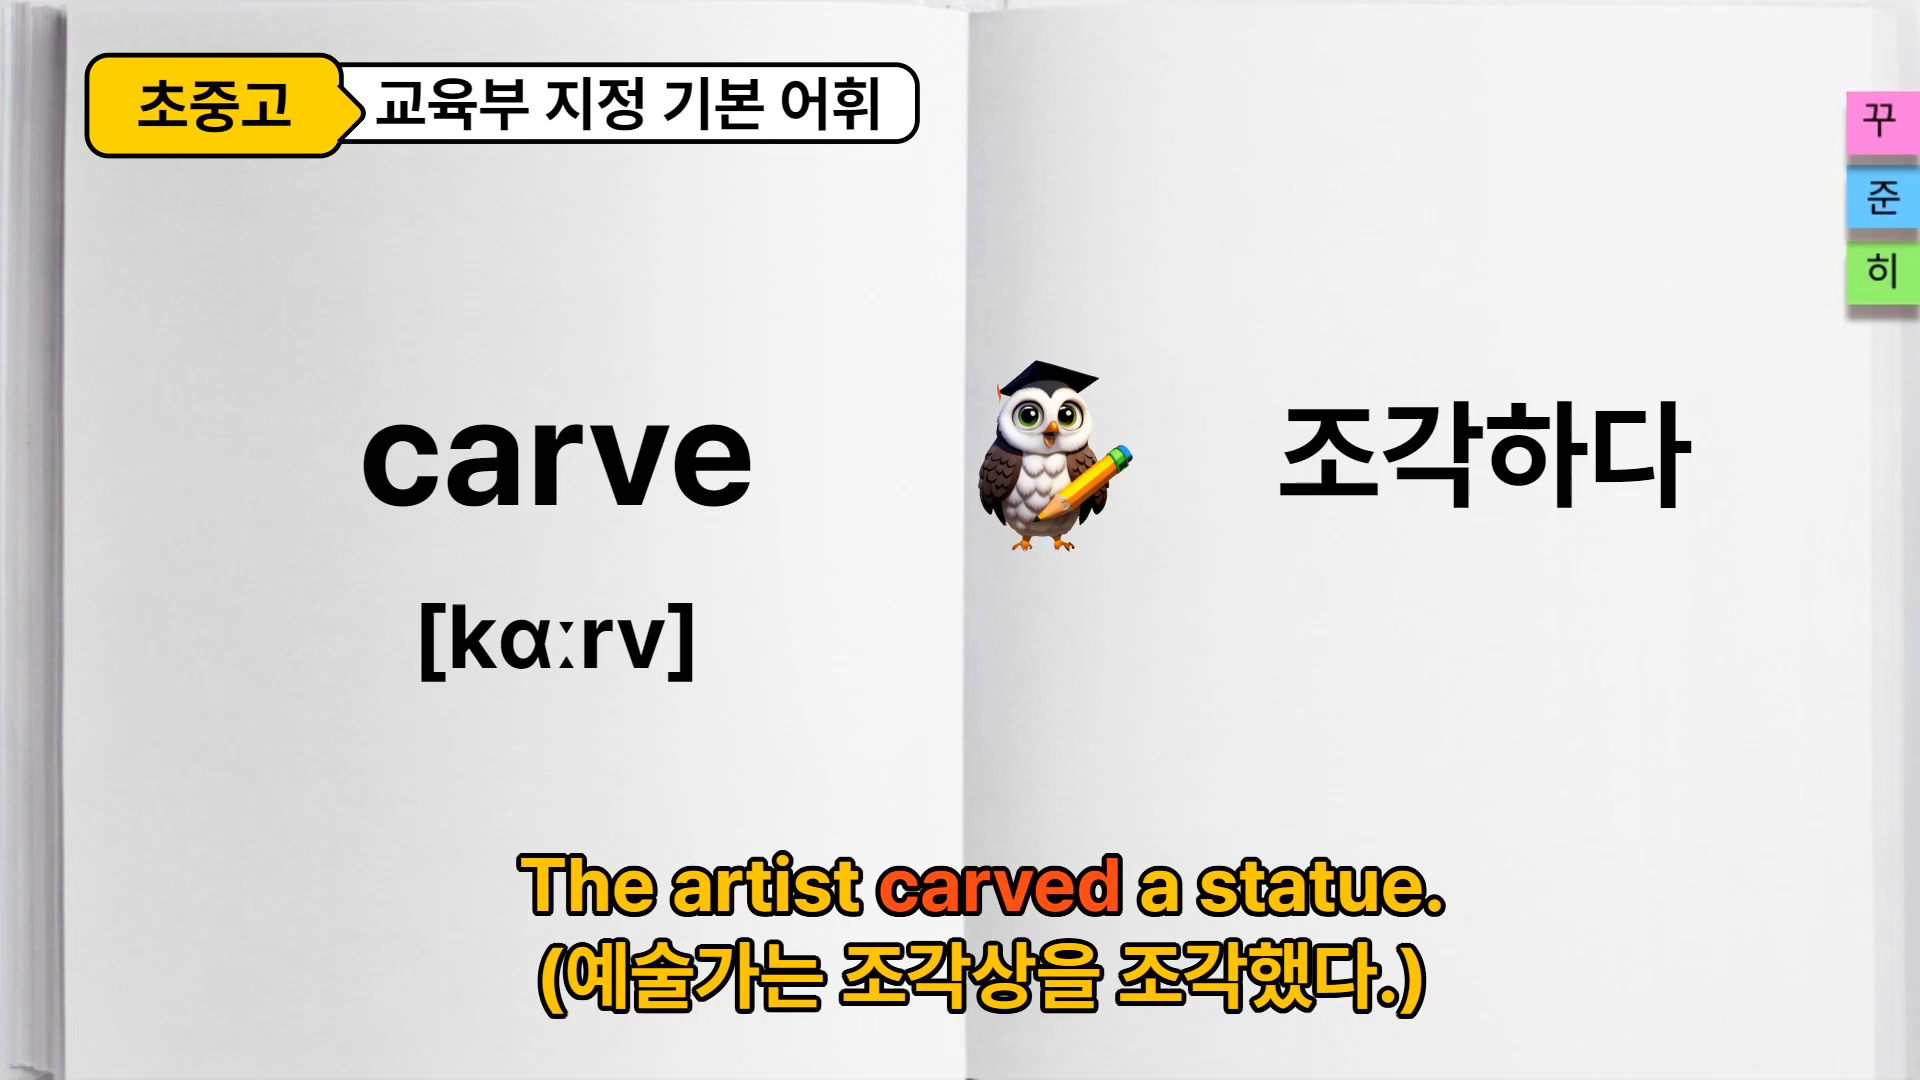 초중고 교육부 지정 기본 어휘
꾸
준
히
carve
[kɑːrv]
조각하다
The artist carved a statue.
(예술가는 조각상을 조각했다.)